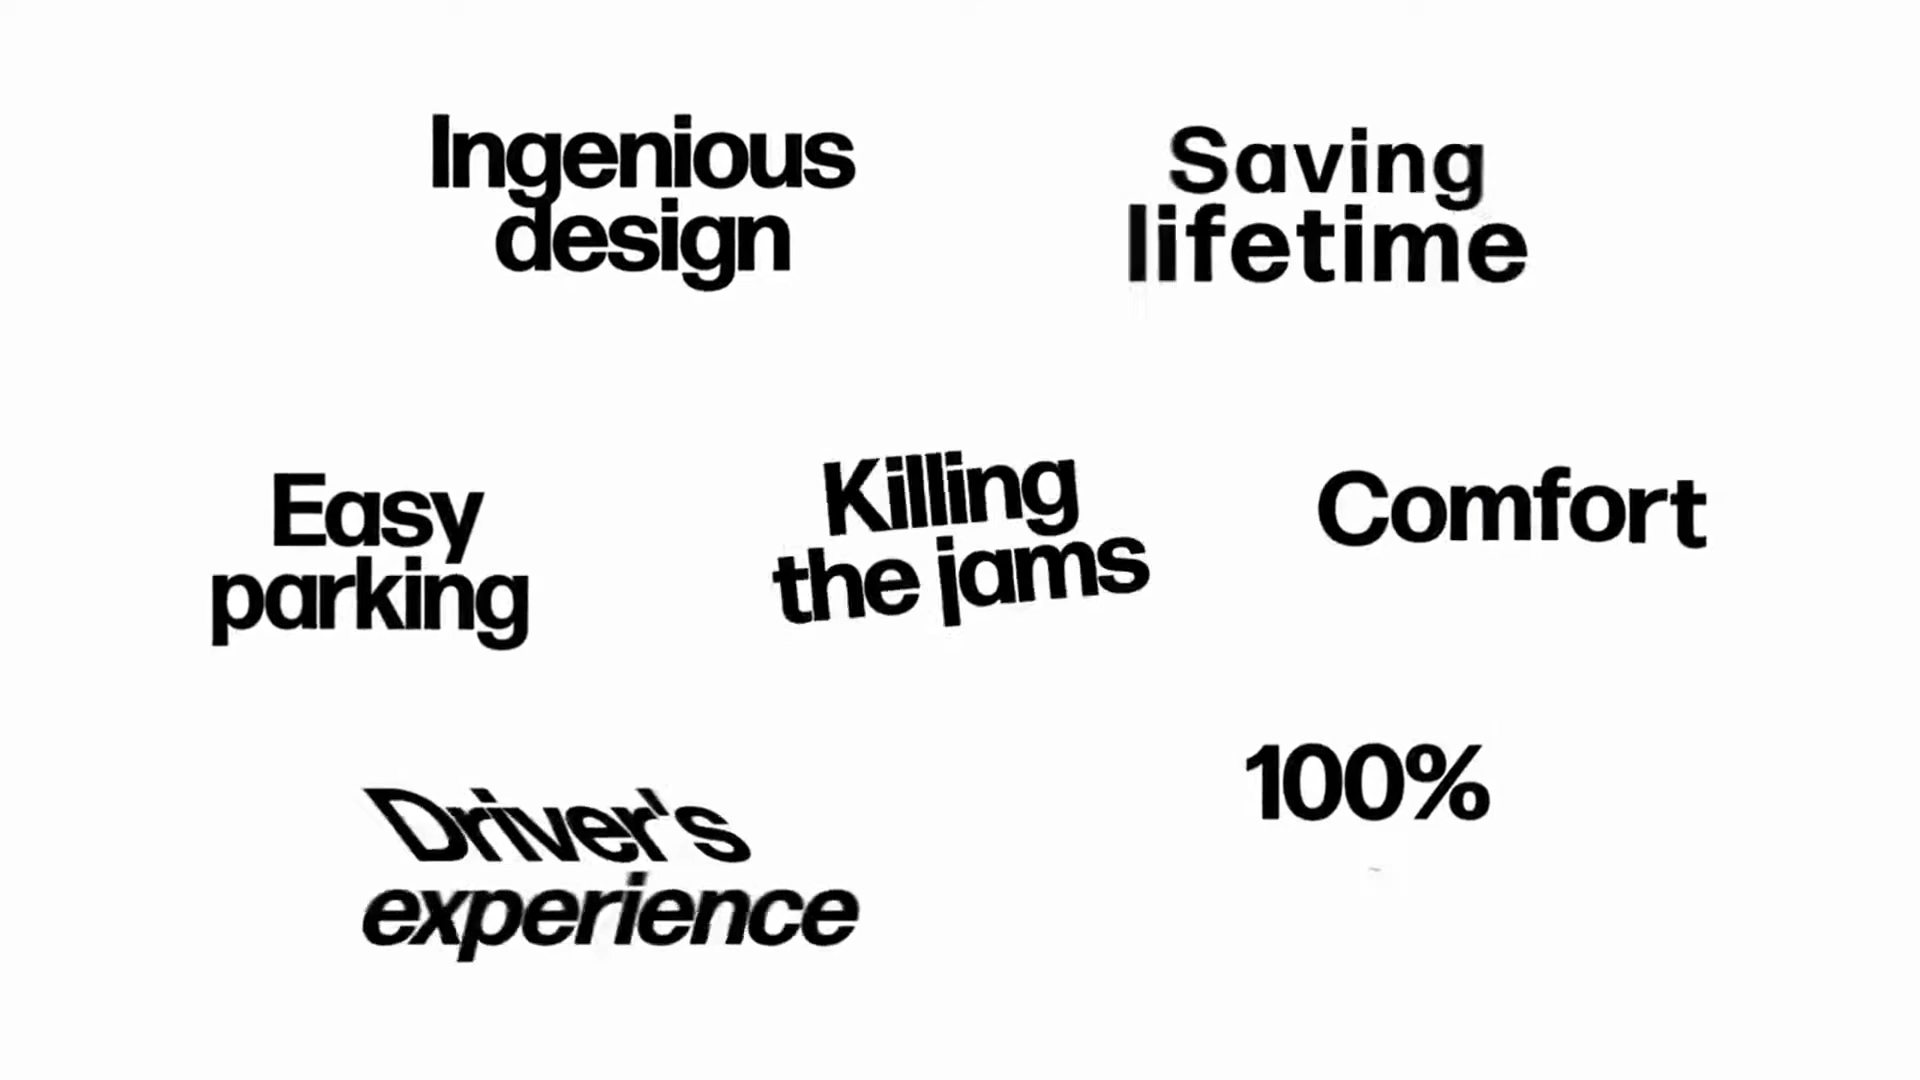 Ingenious
design
Saving
lifetime
Easy
parking
Killing
the jams
Comfort
Driver's
experience
100%